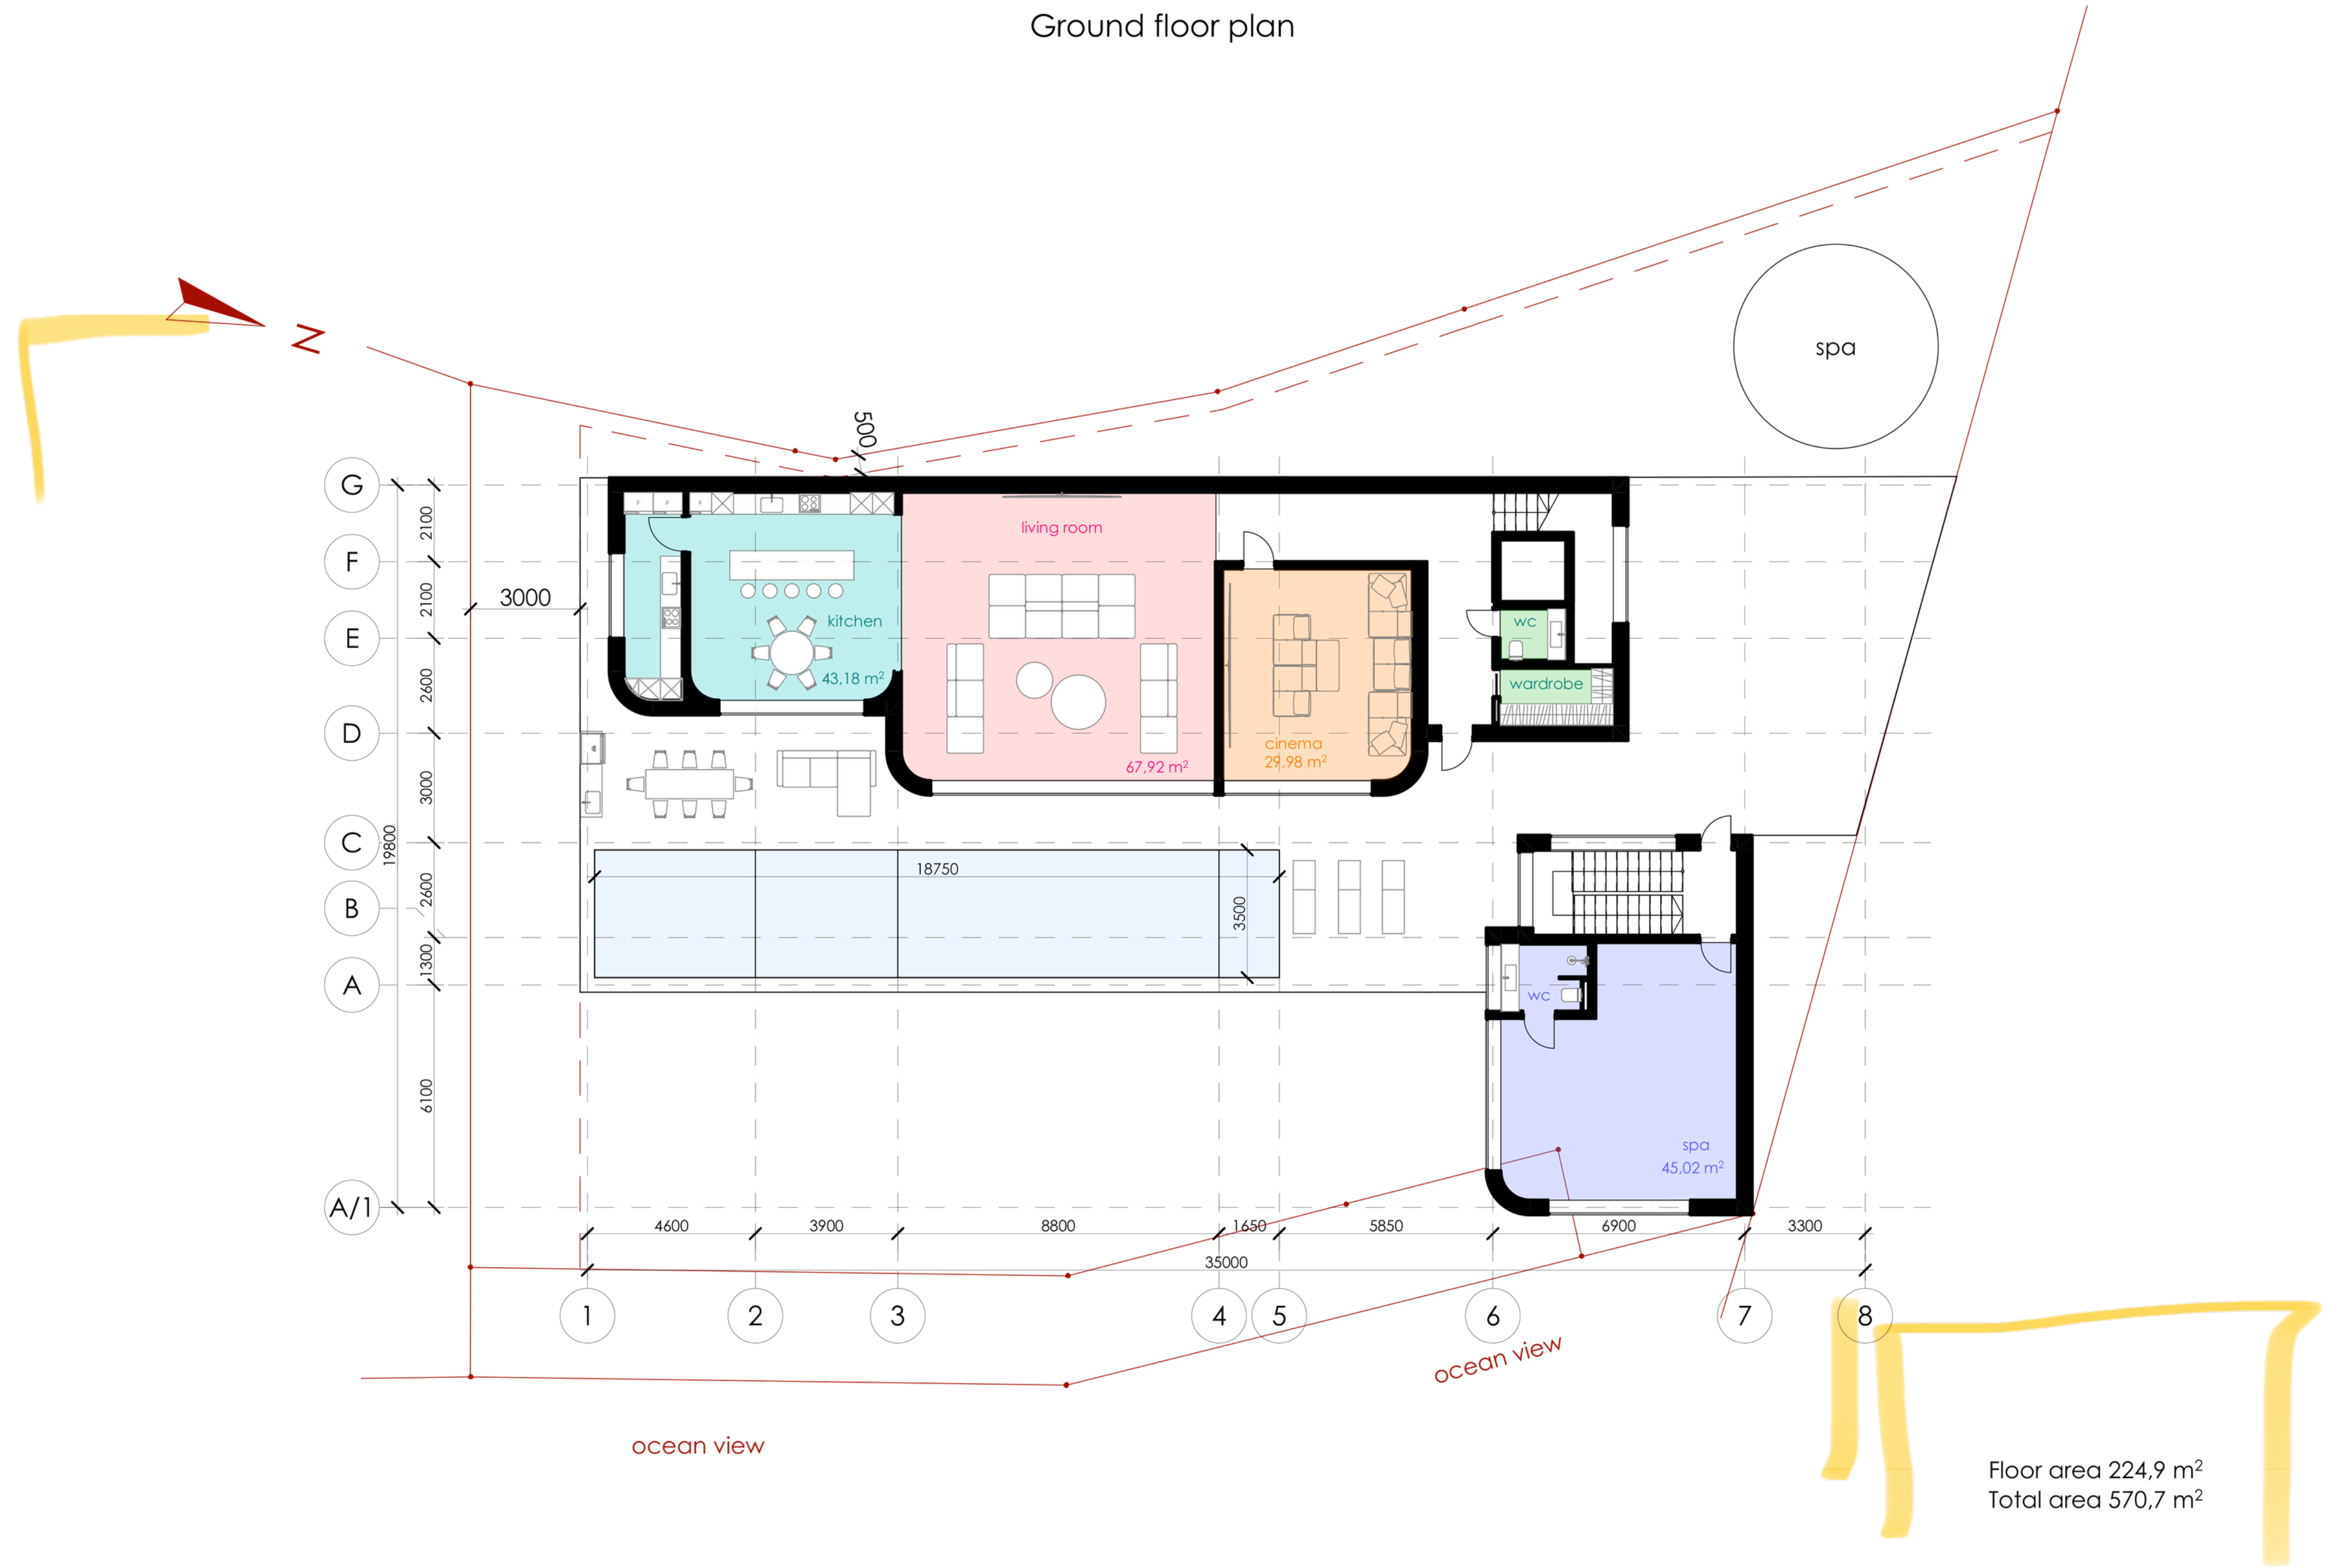 Ground floor plan
N
spa
500
G
F
E
D
C
B
A
A/1
2100
2100
2600
3000
2600
1300
6100
19800
3000
F F F
living room
kitchen
43,18 m²
67,92 m²
cinema
29,98 m²
wc
wardrobe
18750
3500
wc
spa
45,02 m²
4600 3900 8800 1650 5850 6900 3300
35000
1 2 3 4 5 6 7 8
ocean view
ocean view
Floor area 224,9 m²
Total area 570,7 m²